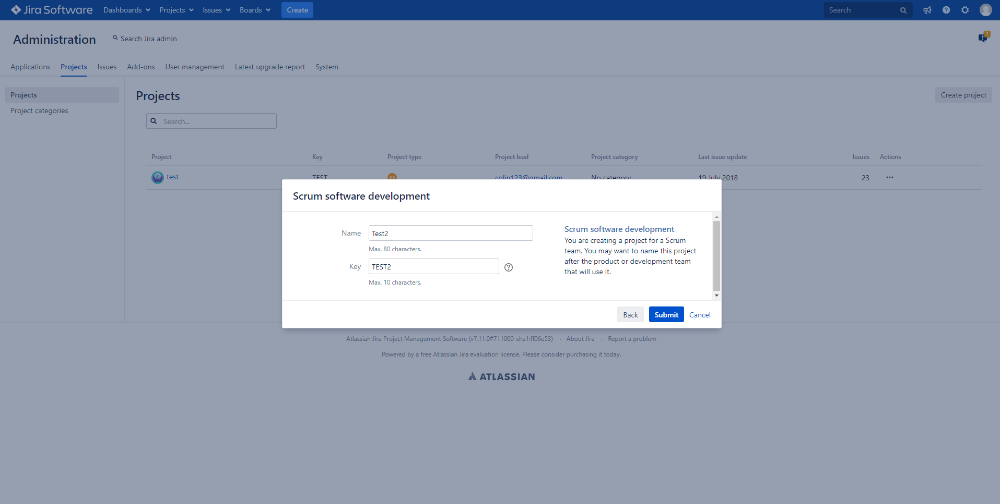 Jira Software Dashboards Projects Issues Boards Create Search
Administration Search Jira admin
1
Applications Projects Issues Add-ons User management Latest upgrade report System
Projects
Project categories
Projects
Create project
Search...
Project Key Project type Project lead Project category Last issue update Issues Actions
test TEST colin123@gmail.com No category 19 July 2018 23
Scrum software development
Name Test2
Max. 80 characters.
Key TEST2
Max. 10 characters.
Scrum software development
You are creating a project for a Scrum
team. You may want to name this project
after the product or development team
that will use it.
Back Submit Cancel
Atlassian Jira Project Management Software (v7.11.0#711000-sha1:ff06e53) · About Jira · Report a problem
Powered by a free Atlassian Jira evaluation license. Please consider purchasing it today.
ATLASSIAN